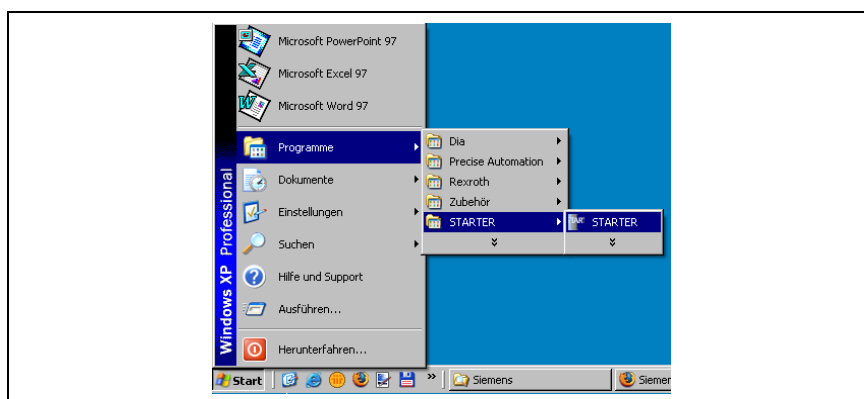 Microsoft PowerPoint 97
Microsoft Excel 97
Microsoft Word 97
Programme
Dokumente
Einstellungen
Suchen
Hilfe und Support
Ausführen...
Herunterfahren...
Windows XP Professional
Dia
Precise Automation
Rexroth
Zubehör
STARTER
STARTER
Start
»
Siemens
Siemer